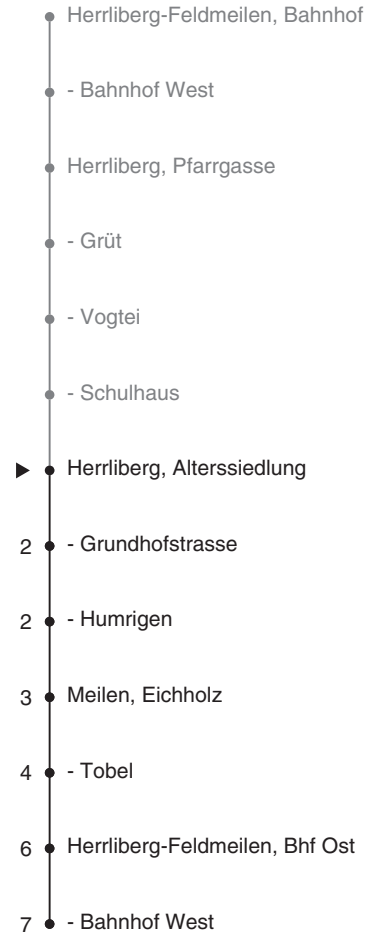 Herrliberg-Feldmeilen, Bahnhof
- Bahnhof West
Herrliberg, Pfarrgasse
- Grüt
- Vogtei
- Schulhaus
Herrliberg, Alterssiedlung
2 - Grundhofstrasse
2 - Humrigen
3 Meilen, Eichholz
4 - Tobel
6 Herrliberg-Feldmeilen, Bhf Ost
7 - Bahnhof West